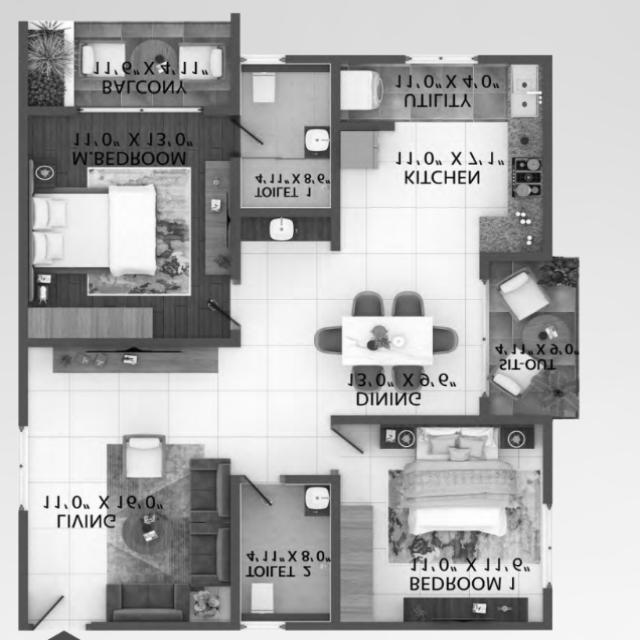 11'6" X 4'11"
BALCONY
11'0" X 4'0"
UTILITY
11'0" X 13'0"
M.BEDROOM
11'0" X 7'1"
KITCHEN
4'11"X 8'6"
TOILET 1
4'11"X 9'0"
SIT-OUT
13'0" X 9'6"
DINING
11'0" X 16'0"
LIVING
4'11"X 8'0"
TOILET 2
11'0" X 11'6"
BEDROOM 1